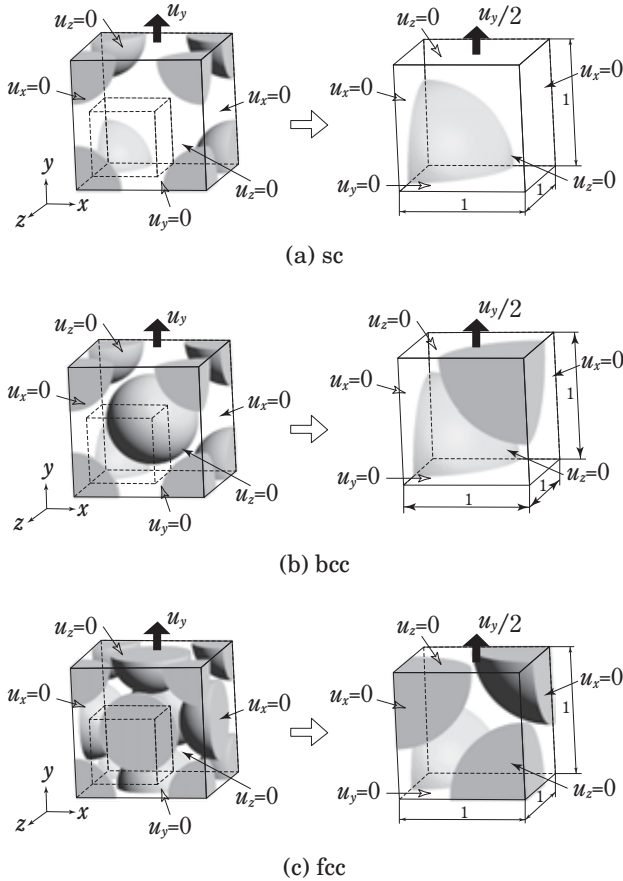 u_z=0
u_y
u_x=0
u_x=0
u_z=0
u_y=0
y
z
x
u_y/2
u_z=0
u_x=0
u_x=0
1
u_y=0
u_z=0
1
1
(a) sc
u_z=0
u_y
u_x=0
u_x=0
u_z=0
u_y=0
y
z
x
u_y/2
u_z=0
u_x=0
u_x=0
1
u_y=0
u_z=0
1
1
(b) bcc
u_z=0
u_y
u_x=0
u_x=0
u_z=0
u_y=0
y
z
x
u_y/2
u_z=0
u_x=0
u_x=0
1
u_y=0
u_z=0
1
1
(c) fcc